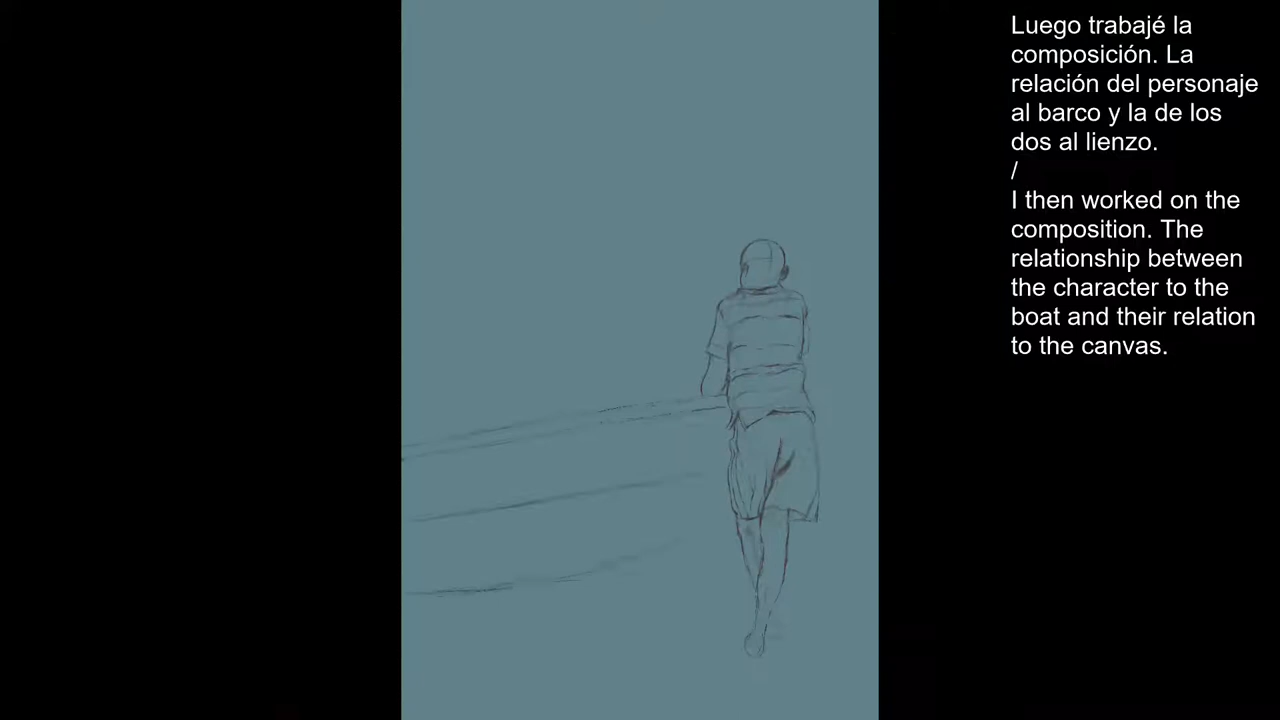 Luego trabajé la
composición. La
relación del personaje
al barco y la de los
dos al lienzo.
/
I then worked on the
composition. The
relationship between
the character to the
boat and their relation
to the canvas.